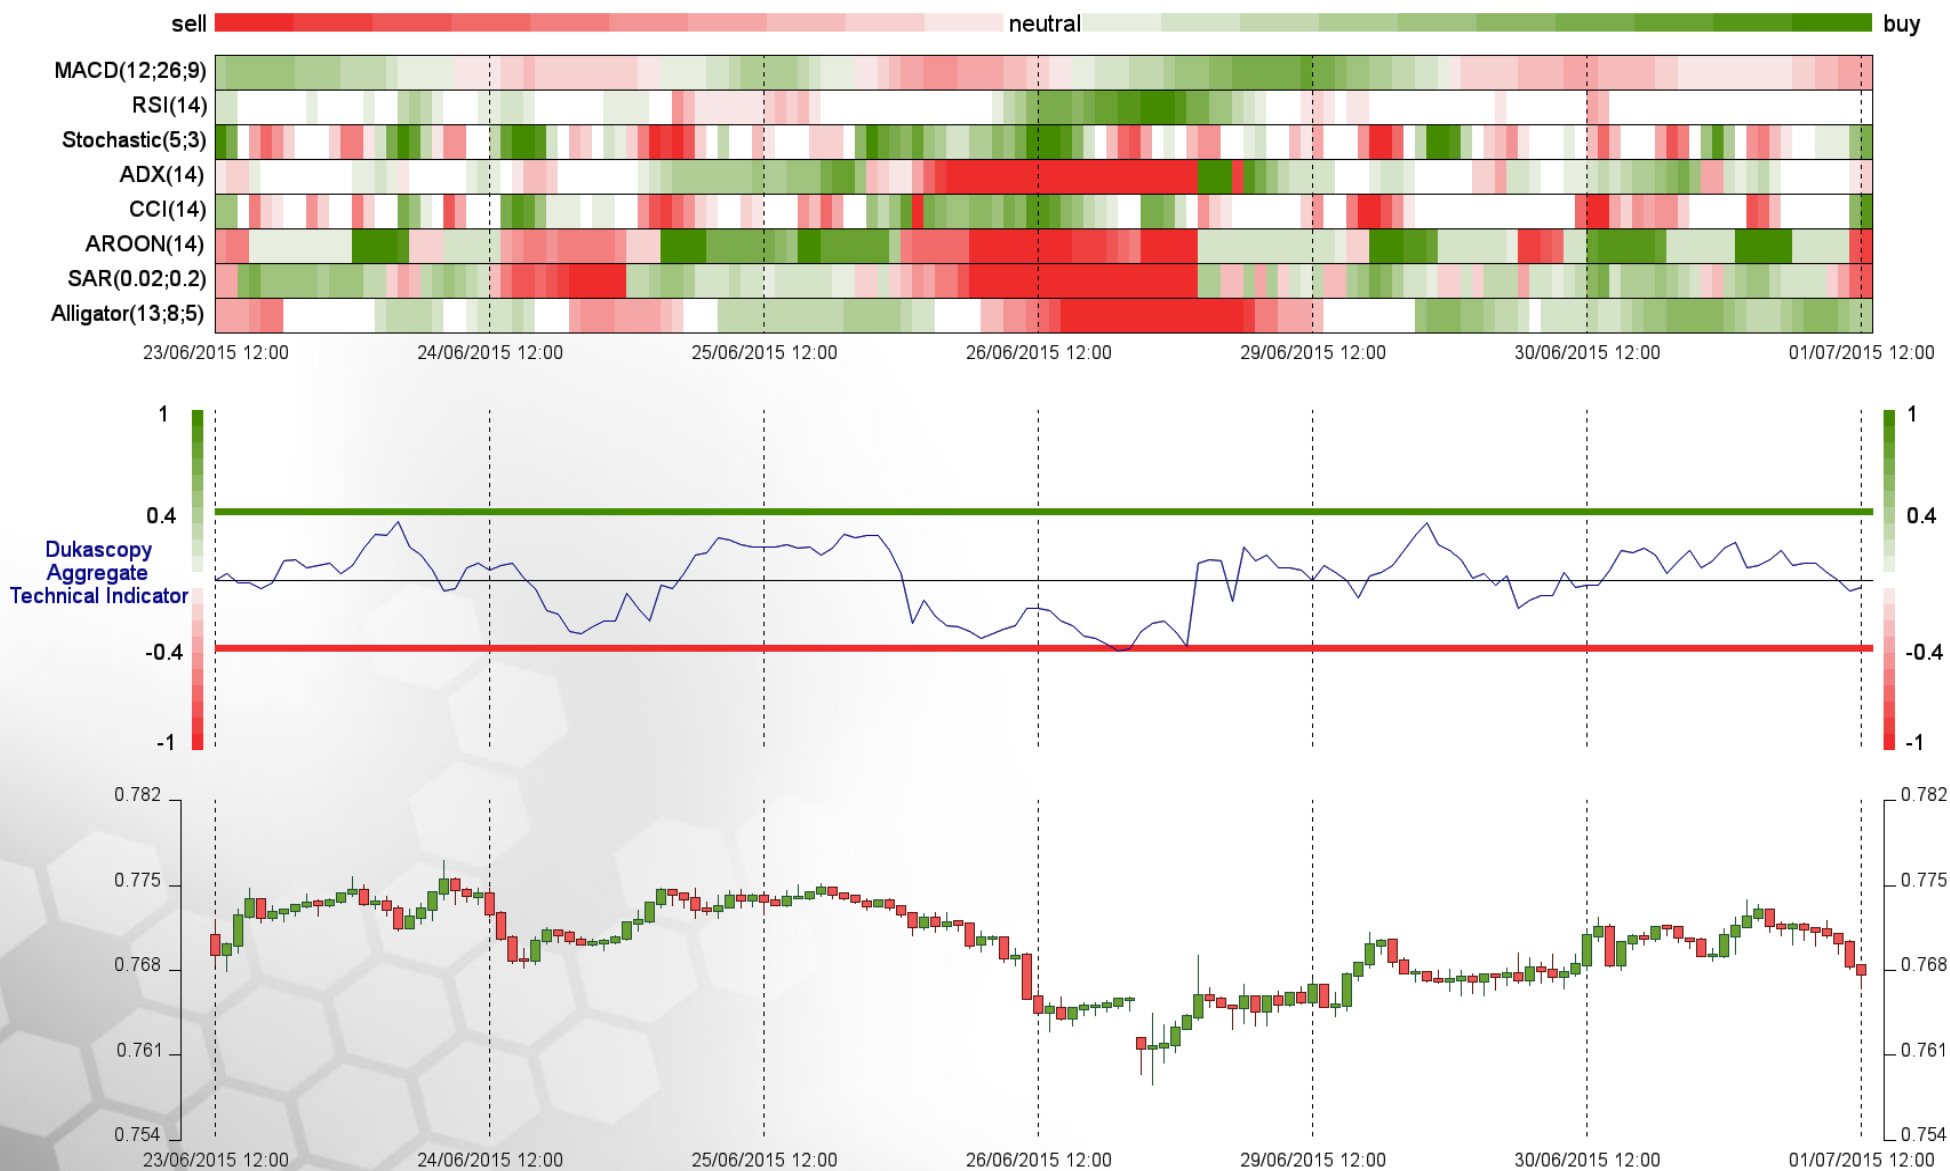 sell neutral buy
MACD(12;26;9)
RSI(14)
Stochastic(5;3)
ADX(14)
CCI(14)
AROON(14)
SAR(0.02;0.2)
Alligator(13;8;5)
23/06/2015 12:00 24/06/2015 12:00 25/06/2015 12:00 26/06/2015 12:00 29/06/2015 12:00 30/06/2015 12:00 01/07/2015 12:00
1 1
0.4 0.4
Dukascopy
Aggregate
Technical Indicator
-0.4 -0.4
-1 -1
0.782 0.782
0.775 0.775
0.768 0.768
0.761 0.761
0.754 0.754
23/06/2015 12:00 24/06/2015 12:00 25/06/2015 12:00 26/06/2015 12:00 29/06/2015 12:00 30/06/2015 12:00 01/07/2015 12:00